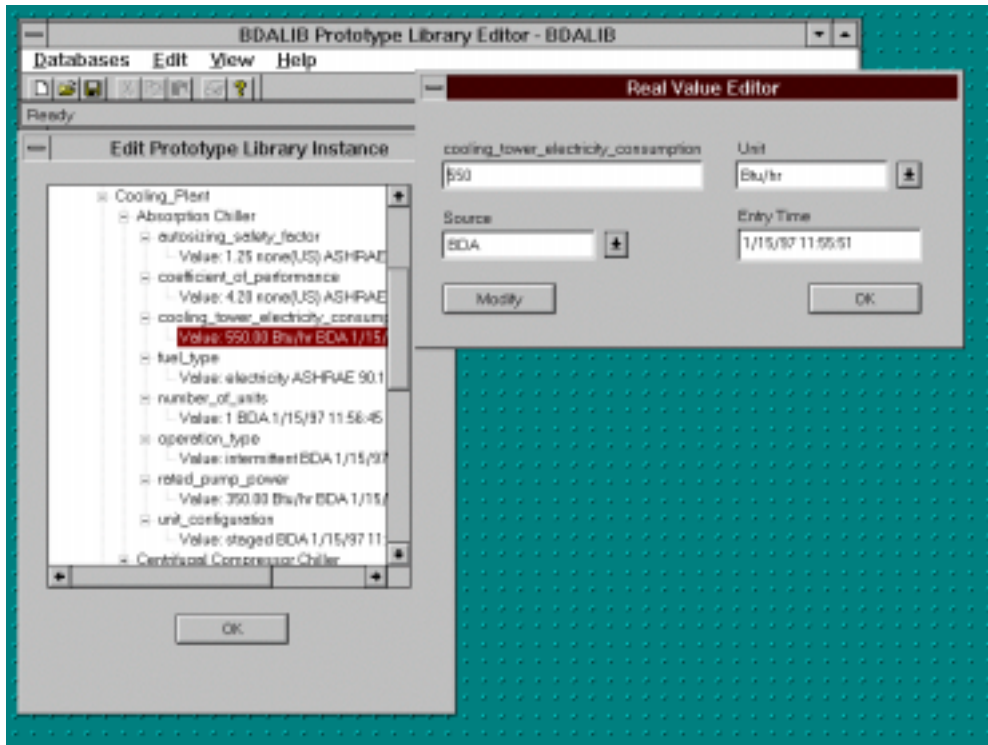 BDALIB Prototype Library Editor - BDALIB
Databases Edit View Help
Ready
Edit Prototype Library Instance
Cooling_Plant
Absorption Chiller
autosizing_safety_factor
Value: 1.25 none(US) ASHRAE
coefficient_of_performance
Value: 4.20 none(US) ASHRAE
cooling_tower_electricity_consump
Value: 550.00 Btu/hr BDA 1/15/
fuel_type
Value: electricity ASHRAE 90.1
number_of_units
Value: 1 BDA 1/15/97 11:56:45
operation_type
Value: intermittent BDA 1/15/97
rated_pump_power
Value: 350.00 Btu/hr BDA 1/15/
unit_configuration
Value: staged BDA 1/15/97 11:
Centrifugal Compressor Chiller
OK
Real Value Editor
cooling_tower_electricity_consumption Unit
550 Btu/hr
Source Entry Time
BDA 1/15/97 11:55:51
Modify OK